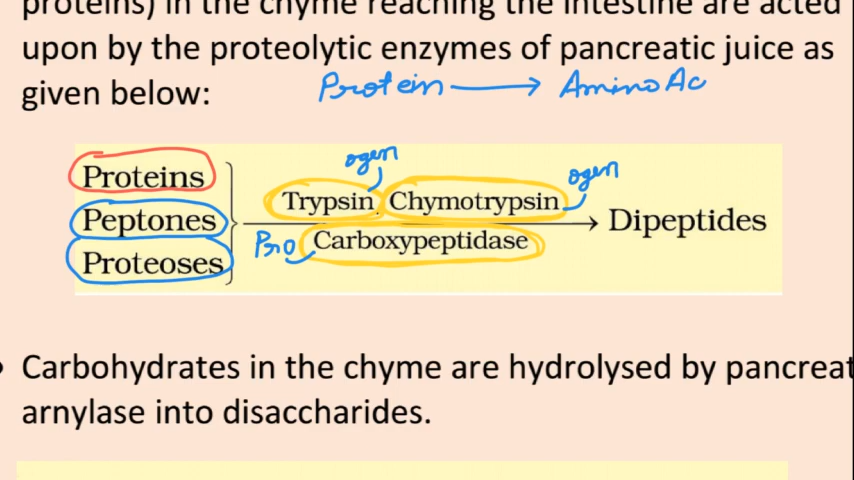 proteins) in the chyme reaching the intestine are acted
upon by the proteolytic enzymes of pancreatic juice as
given below:
Protein → Amino Ac
ogen
ogen
Proteins
Trypsin Chymotrypsin
Peptones
Dipeptides
Pro Carboxypeptidase
Proteoses
• Carbohydrates in the chyme are hydrolysed by pancreat
arnylase into disaccharides.